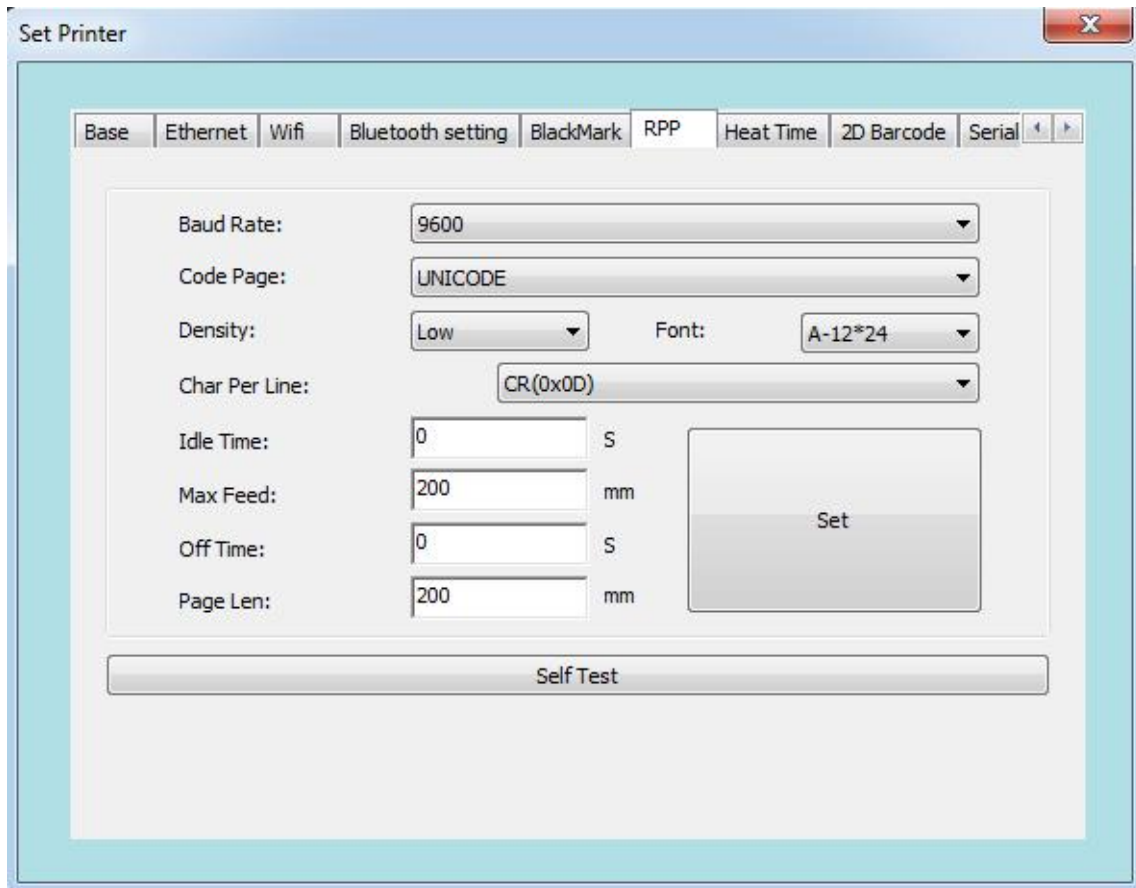 Set Printer
Base Ethernet Wifi Bluetooth setting BlackMark RPP Heat Time 2D Barcode Serial
Baud Rate: 9600
Code Page: UNICODE
Density: Low Font: A-12*24
Char Per Line: CR(0x0D)
Idle Time: 0 S
Max Feed: 200 mm
Set
Off Time: 0 S
Page Len: 200 mm
Self Test